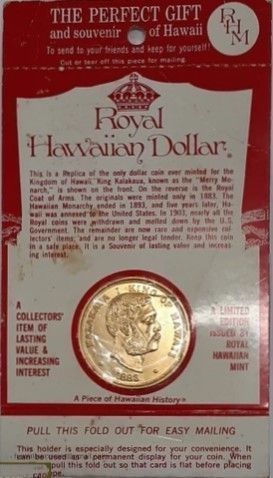 THE PERFECT GIFT
and souvenir of Hawaii
To send to your friends and keep for yourself!
Cut or tear off this piece for mailing.
RHM
Royal
Hawaiian Dollar®
This is a Replica of the only dollar coin ever minted for the
Kingdom of Hawaii. King Kalakaua, known as the "Merry Mo-
narch," is shown on the front. On the reverse is the Royal
Coat of Arms. The originals were minted only in 1883. The
Hawaiian Monarchy ended in 1893, and five years later, Ha-
waii was annexed to the United States. In 1903, nearly all the
Royal coins were withdrawn and melted down by the U.S.
Government. The remainder are now rare and expensive col-
lectors' items, and are no longer legal tender. Keep this coin
in a safe place. It is a Souvenir of lasting value and increas-
ing interest.
A
COLLECTORS'
ITEM OF
LASTING
VALUE &
INCREASING
INTEREST
KALAKAUA I KING OF HAWAII
1883
A LIMITED
EDITION
ISSUED BY
ROYAL
HAWAIIAN
MINT
A Piece of Hawaiian History®
PULL THIS FOLD OUT FOR EASY MAILING
This holder is especially designed for your convenience. It
can be used as a permanent display for your coin. When
pull this fold out so that card is flat before placing